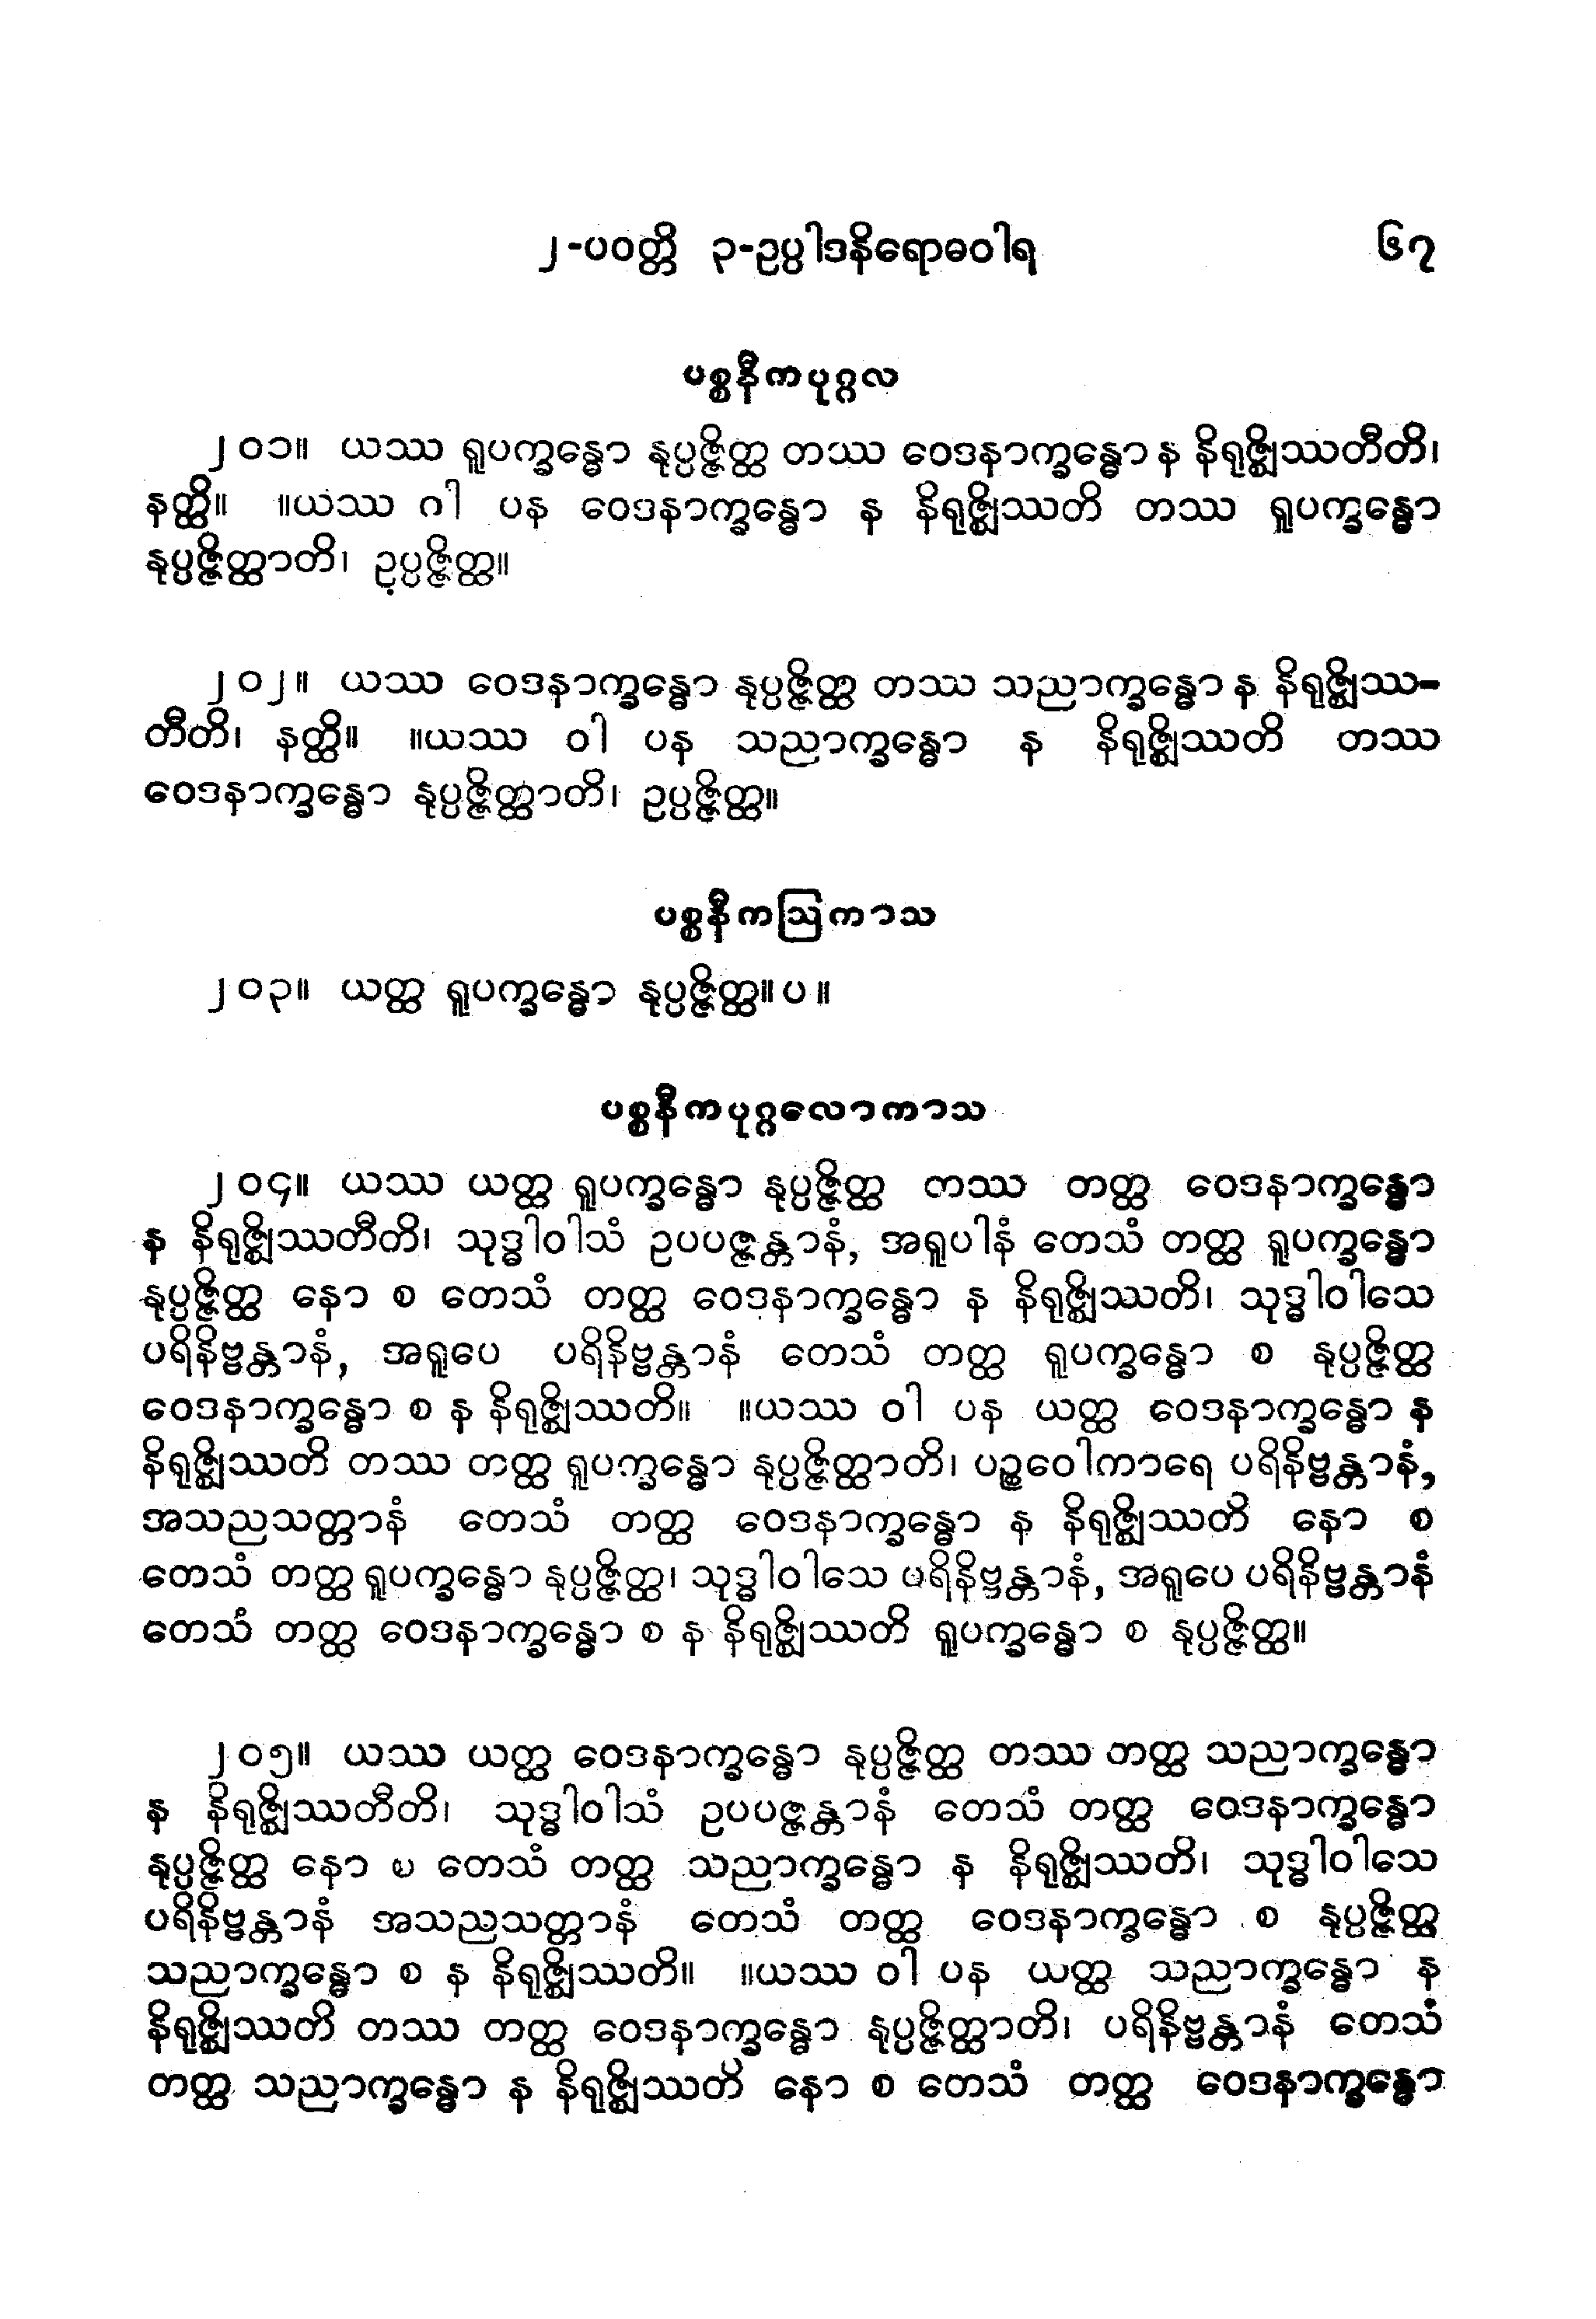 ၂-ပဝတ္တိ ၃-ဥပ္ပါဒနိရောဓဝါရ ၆၇
ပစ္စနီကပုဂ္ဂလ
၂၀၁။ ယဿ ရူပက္ခန္ဓော နုပ္ပဇ္ဇိတ္ထ တဿ ဝေဒနာက္ခန္ဓော န နိရုဇ္ဈိဿတီတိ၊
နတ္ထိ။ ။ယဿ ဝါ ပန ဝေဒနာက္ခန္ဓော န နိရုဇ္ဈိဿတိ တဿ ရူပက္ခန္ဓော
နုပ္ပဇ္ဇိတ္ထာတိ၊ ဥပ္ပဇ္ဇိတ္ထ။
၂၀၂။ ယဿ ဝေဒနာက္ခန္ဓော နုပ္ပဇ္ဇိတ္ထ တဿ သညာက္ခန္ဓော န နိရုဇ္ဈိဿ-
တီတိ၊ နတ္ထိ။ ။ယဿ ဝါ ပန သညာက္ခန္ဓော န နိရုဇ္ဈိဿတိ တဿ
ဝေဒနာက္ခန္ဓော နုပ္ပဇ္ဇိတ္ထာတိ၊ ဥပ္ပဇ္ဇိတ္ထ။
ပစ္စနီကဩကာသ
၂၀၃။ ယတ္ထ ရူပက္ခန္ဓော နုပ္ပဇ္ဇိတ္ထ။ပ။
ပစ္စနီကပုဂ္ဂလောကာသ
၂၀၄။ ယဿ ယတ္ထ ရူပက္ခန္ဓော နုပ္ပဇ္ဇိတ္ထ တဿ တတ္ထ ဝေဒနာက္ခန္ဓော
န နိရုဇ္ဈိဿတီတိ၊ သုဒ္ဓါဝါသံ ဥပပဇ္ဇန္တာနံ, အရူပါနံ တေသံ တတ္ထ ရူပက္ခန္ဓော
နုပ္ပဇ္ဇိတ္ထ နော စ တေသံ တတ္ထ ဝေဒနာက္ခန္ဓော န နိရုဇ္ဈိဿတိ၊ သုဒ္ဓါဝါသေ
ပရိနိဗ္ဗန္တာနံ, အရူပေ ပရိနိဗ္ဗန္တာနံ တေသံ တတ္ထ ရူပက္ခန္ဓော စ နုပ္ပဇ္ဇိတ္ထ
ဝေဒနာက္ခန္ဓော စ န နိရုဇ္ဈိဿတိ။ ။ယဿ ဝါ ပန ယတ္ထ ဝေဒနာက္ခန္ဓော န
နိရုဇ္ဈိဿတိ တဿ တတ္ထ ရူပက္ခန္ဓော နုပ္ပဇ္ဇိတ္ထာတိ၊ ပဉ္စဝေါကာရေ ပရိနိဗ္ဗန္တာနံ,
အသညသတ္တာနံ တေသံ တတ္ထ ဝေဒနာက္ခန္ဓော န နိရုဇ္ဈိဿတိ နော စ
တေသံ တတ္ထ ရူပက္ခန္ဓော နုပ္ပဇ္ဇိတ္ထ၊ သုဒ္ဓါဝါသေ ပရိနိဗ္ဗန္တာနံ, အရူပေ ပရိနိဗ္ဗန္တာနံ
တေသံ တတ္ထ ဝေဒနာက္ခန္ဓော စ န နိရုဇ္ဈိဿတိ ရူပက္ခန္ဓော စ နုပ္ပဇ္ဇိတ္ထ။
၂၀၅။ ယဿ ယတ္ထ ဝေဒနာက္ခန္ဓော နုပ္ပဇ္ဇိတ္ထ တဿ တတ္ထ သညာက္ခန္ဓော
န နိရုဇ္ဈိဿတီတိ၊ သုဒ္ဓါဝါသံ ဥပပဇ္ဇန္တာနံ တေသံ တတ္ထ ဝေဒနာက္ခန္ဓော
နုပ္ပဇ္ဇိတ္ထ နော စ တေသံ တတ္ထ သညာက္ခန္ဓော န နိရုဇ္ဈိဿတိ၊ သုဒ္ဓါဝါသေ
ပရိနိဗ္ဗန္တာနံ အသညသတ္တာနံ တေသံ တတ္ထ ဝေဒနာက္ခန္ဓော စ နုပ္ပဇ္ဇိတ္ထ
သညာက္ခန္ဓော စ န နိရုဇ္ဈိဿတိ။ ။ယဿ ဝါ ပန ယတ္ထ သညာက္ခန္ဓော န
နိရုဇ္ဈိဿတိ တဿ တတ္ထ ဝေဒနာက္ခန္ဓော နုပ္ပဇ္ဇိတ္ထာတိ၊ ပရိနိဗ္ဗန္တာနံ တေသံ
တတ္ထ သညာက္ခန္ဓော န နိရုဇ္ဈိဿတိ နော စ တေသံ တတ္ထ ဝေဒနာက္ခန္ဓော